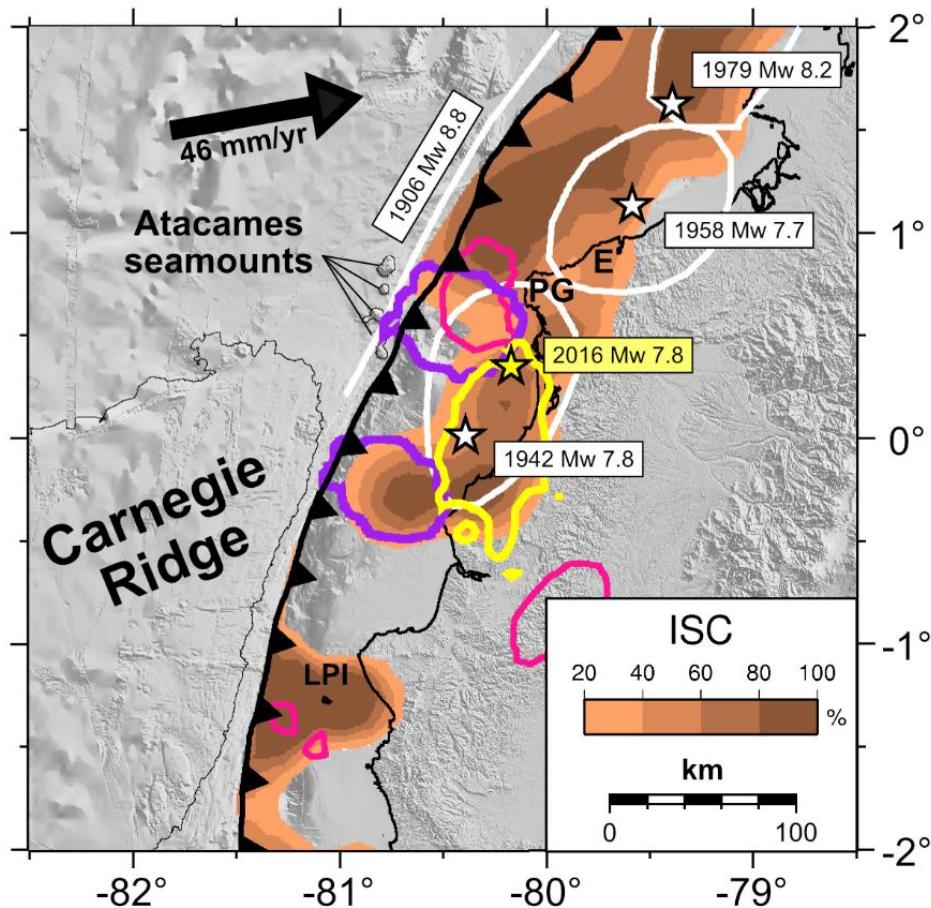 2°
1979 Mw 8.2
46 mm/yr
1906 Mw 8.8
Atacames
seamounts
1958 Mw 7.7
1°
E
PG
2016 Mw 7.8
0°
1942 Mw 7.8
Carnegie
Ridge
-1°
ISC
LPI
20 40 60 80 100
%
km
0 100
-2°
-82° -81° -80° -79°